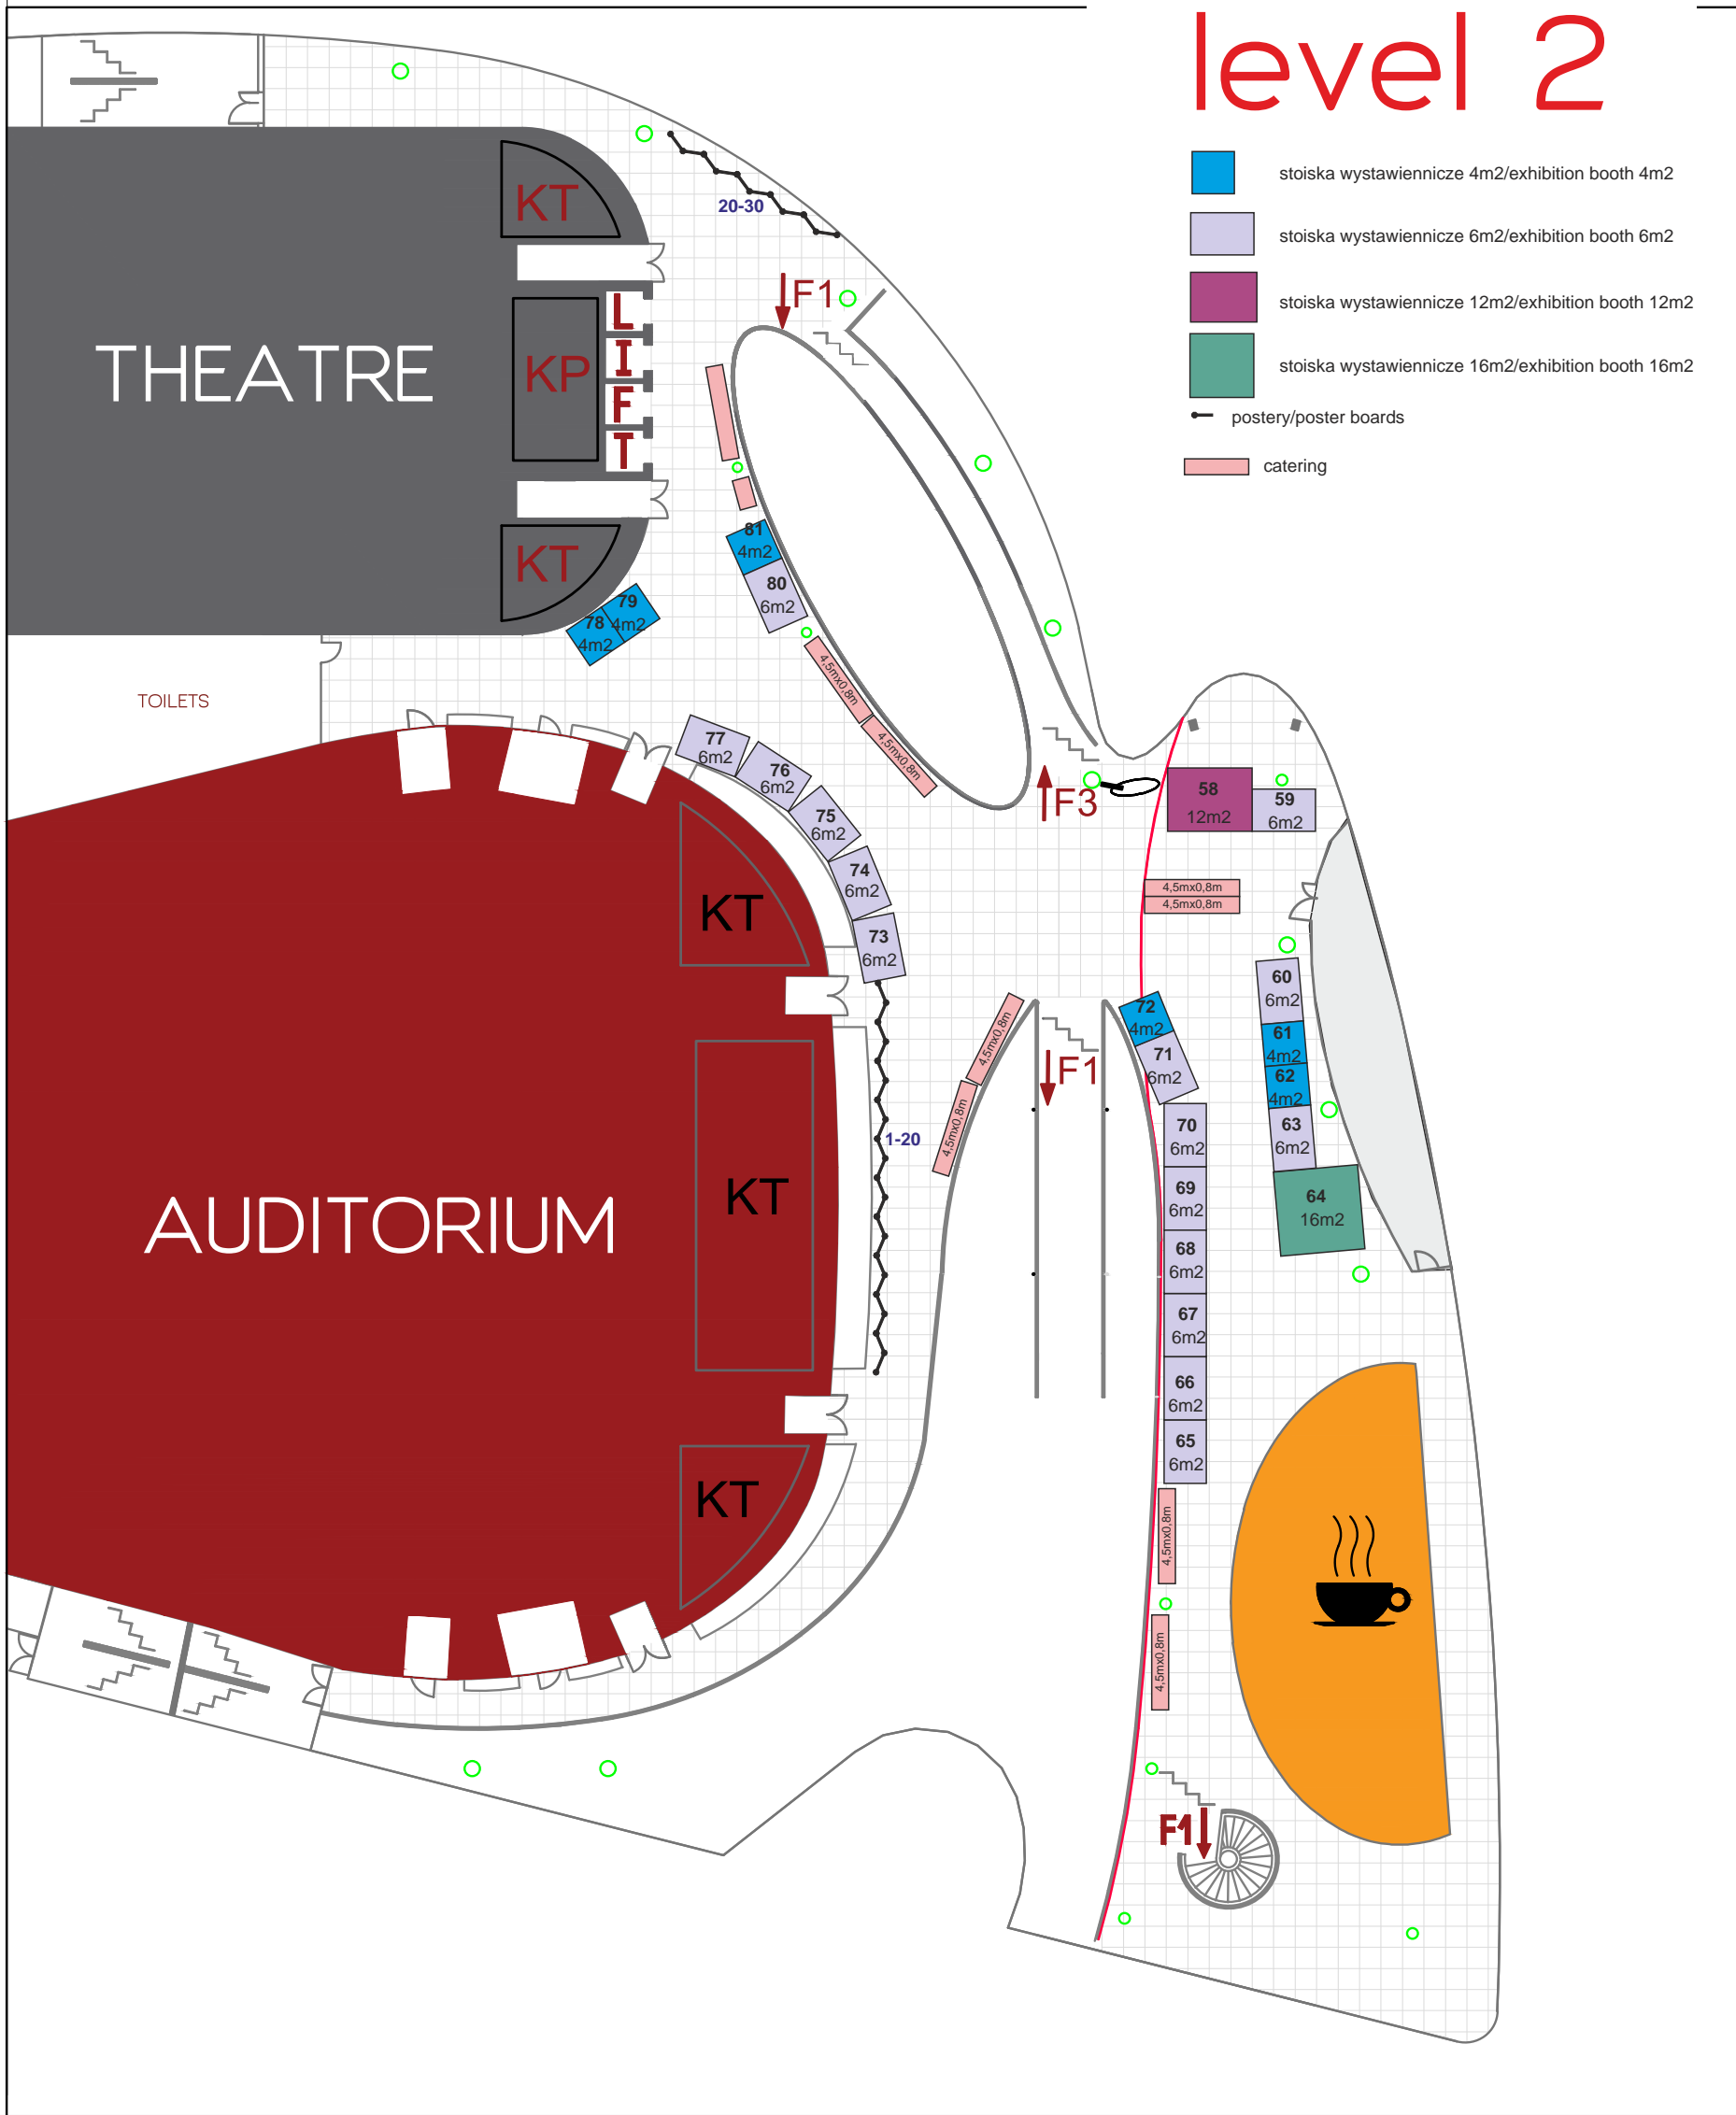 level 2
stoiska wystawiennicze 4m2/exhibition booth 4m2
stoiska wystawiennicze 6m2/exhibition booth 6m2
stoiska wystawiennicze 12m2/exhibition booth 12m2
stoiska wystawiennicze 16m2/exhibition booth 16m2
postery/poster boards
catering
KT
20-30
F1
L
I
F
T
THEATRE
KP
KT
81
4m2
80
6m2
79
4m2
78
4m2
4,5mx0,8m
4,5mx0,8m
TOILETS
77
6m2
76
6m2
75
6m2
74
6m2
73
6m2
F3
58
12m2
59
6m2
4,5mx0,8m
4,5mx0,8m
KT
60
6m2
61
4m2
62
4m2
63
6m2
64
16m2
72
4m2
71
6m2
F1
4,5mx0,8m
4,5mx0,8m
1-20
70
6m2
69
6m2
68
6m2
67
6m2
66
6m2
65
6m2
KT
AUDITORIUM
KT
4,5mx0,8m
4,5mx0,8m
F1